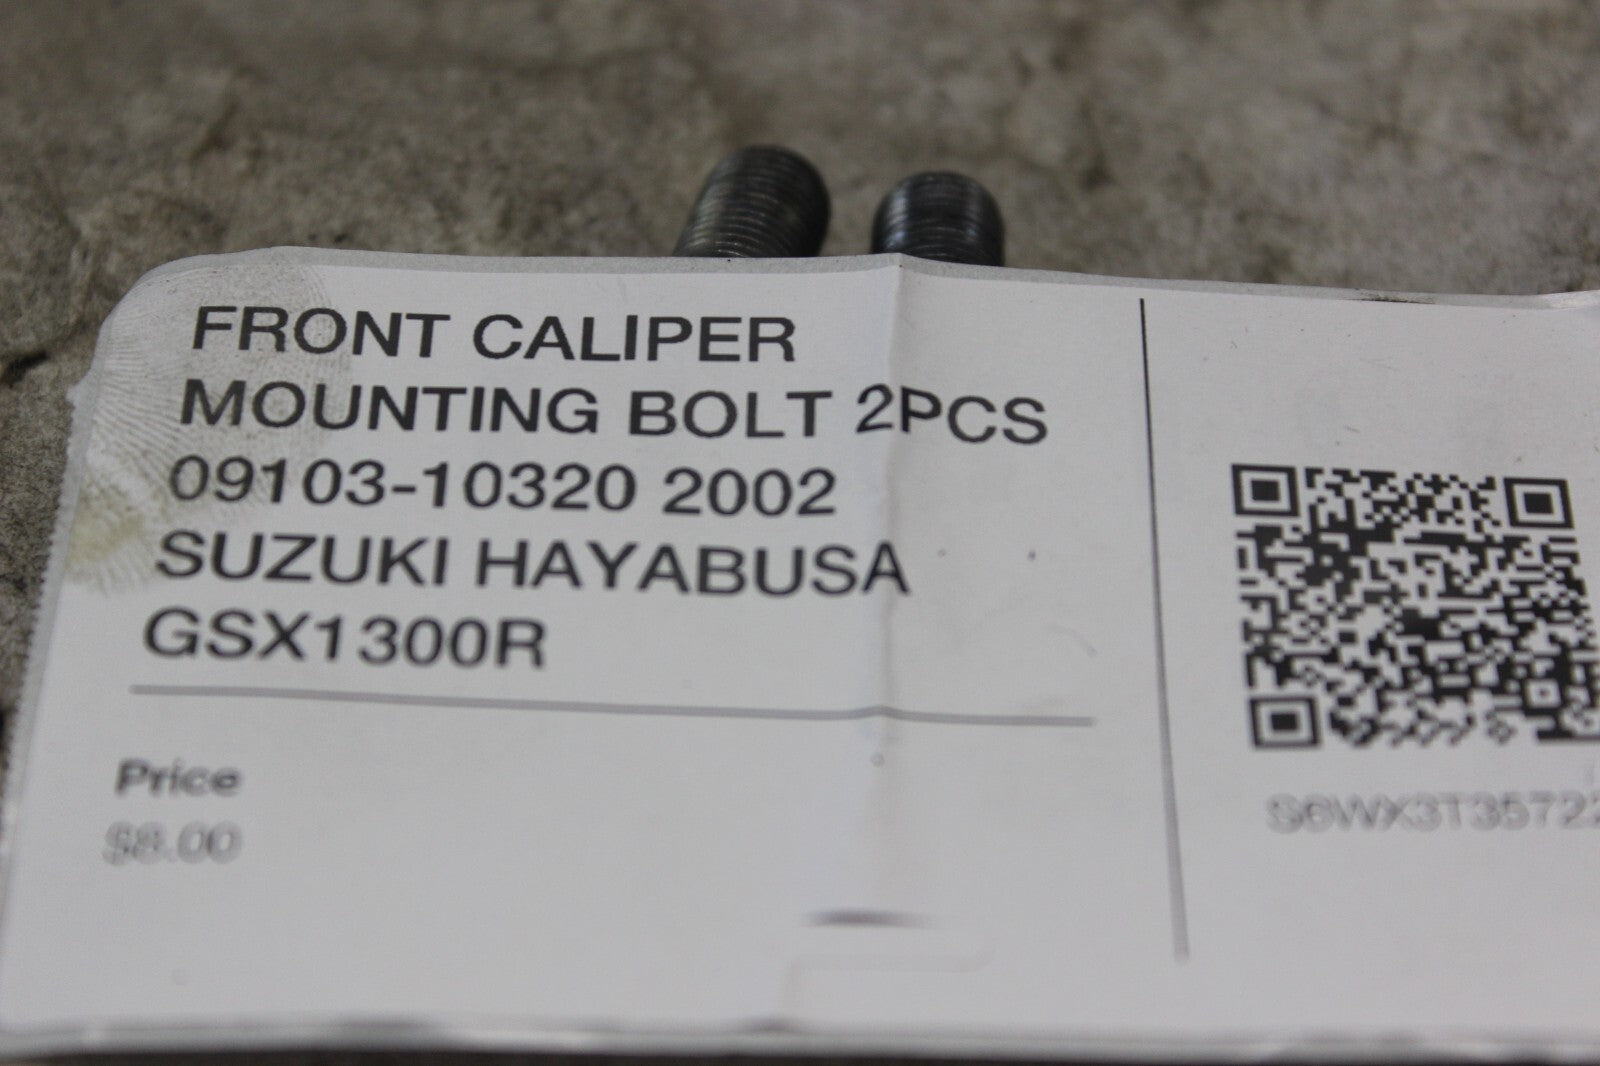 FRONT CALIPER
MOUNTING BOLT 2PCS
09103-10320 2002
SUZUKI HAYABUSA
GSX1300R
Price
$8.00